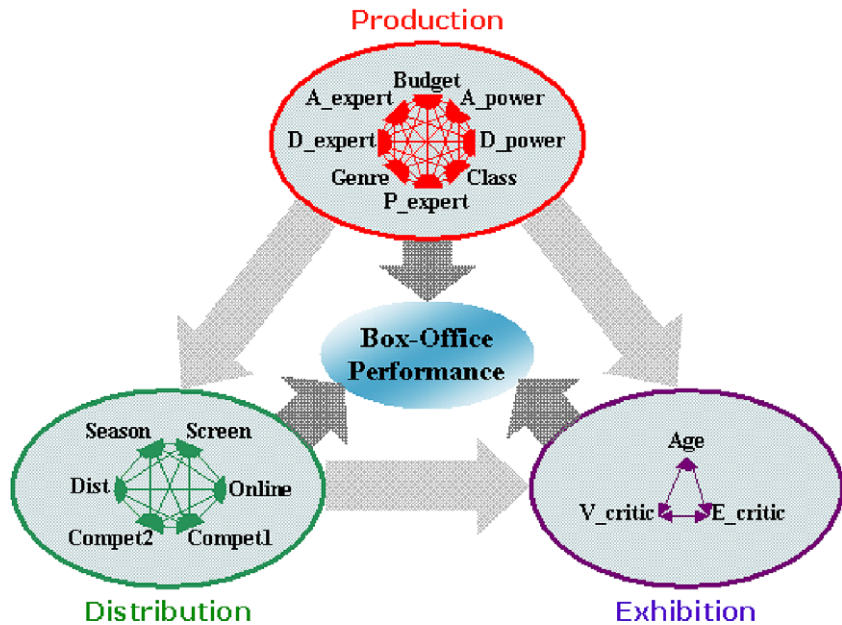 Production
Budget
A_expert A_power
D_expert D_power
Genre Class
P_expert
Box-Office
Performance
Season Screen
Dist Online
Compet2 Compet1
Age
V_critic E_critic
Distribution
Exhibition